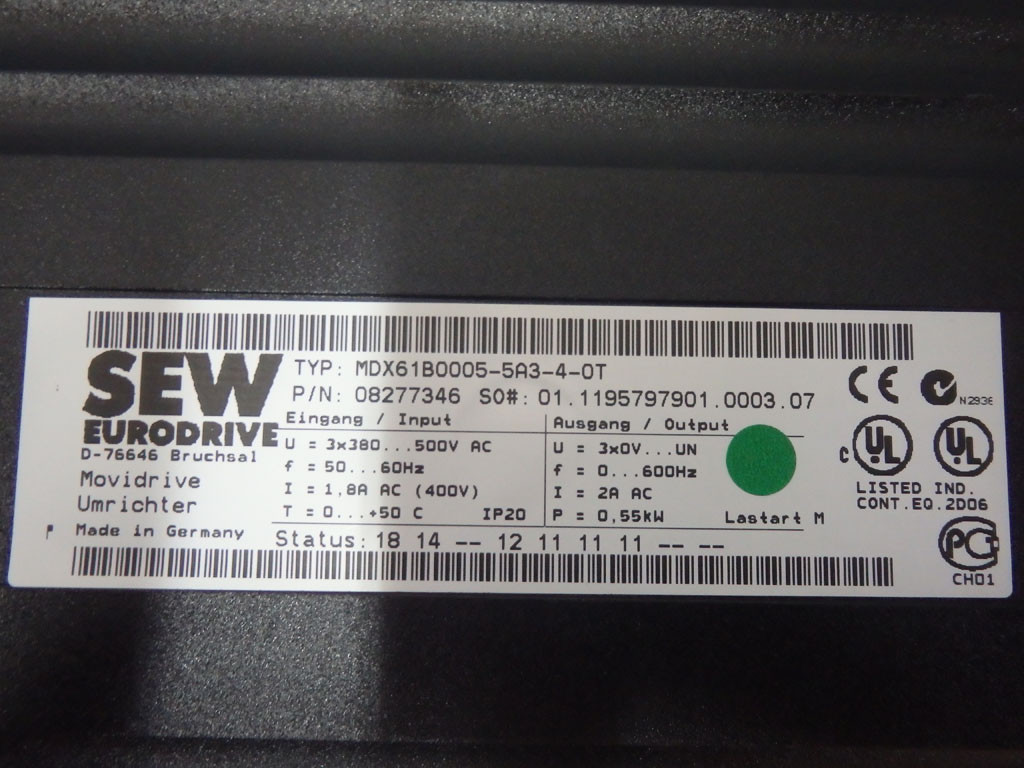 SEW
EURODRIVE
D-76646 Bruchsal
Movidrive
Umrichter
Made in Germany
TYP: MDX61B0005-5A3-4-0T
P/N: 08277346 SO#: 01.1195797901.0003.07
Eingang / Input
U = 3x380...500V AC
f = 50...60Hz
I = 1,8A AC (400V)
T = 0...+50 C IP20
Ausgang / Output
U = 3x0V...UN
f = 0...600Hz
I = 2A AC
P = 0,55kW Lastart M
Status: 18 14 -- 12 11 11 11 -- --
CE
N2936
c UL UL
LISTED IND.
CONT.EQ.2D06
PCT
CH01